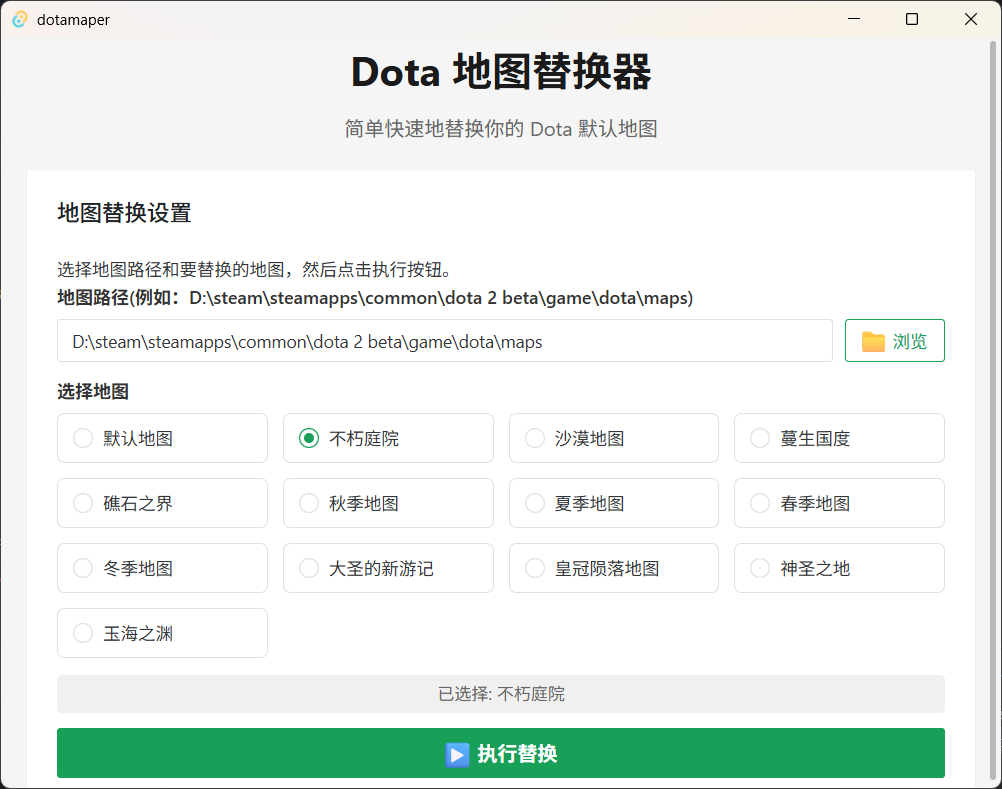 dotamaper
Dota 地图替换器
简单快速地替换你的 Dota 默认地图
地图替换设置
选择地图路径和要替换的地图，然后点击执行按钮。
地图路径(例如：D:\steam\steamapps\common\dota 2 beta\game\dota\maps)
D:\steam\steamapps\common\dota 2 beta\game\dota\maps
浏览
选择地图
默认地图 不朽庭院 沙漠地图 蔓生国度
礁石之界 秋季地图 夏季地图 春季地图
冬季地图 大圣的新游记 皇冠陨落地图 神圣之地
玉海之渊
已选择: 不朽庭院
执行替换